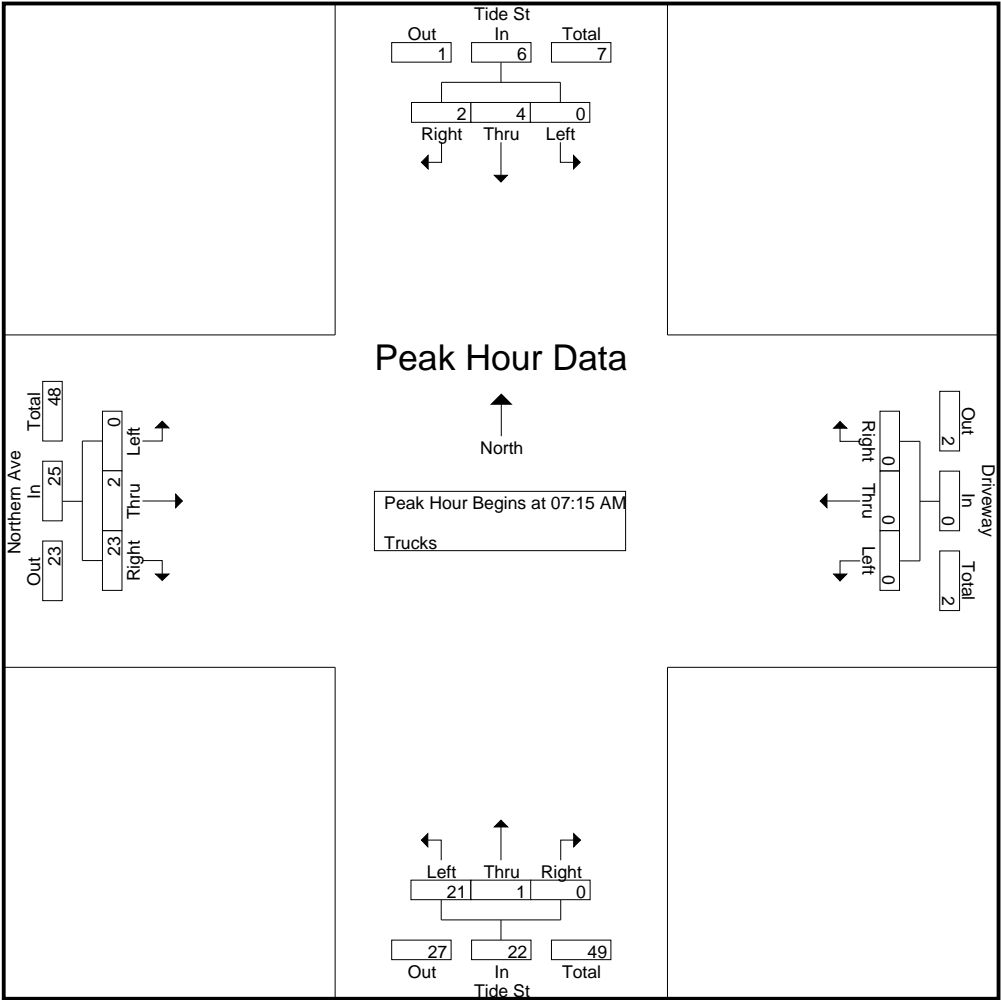 Tide St
Out In Total
1 6 7
2 4 0
Right Thru Left
Peak Hour Data
North
Peak Hour Begins at 07:15 AM
Trucks
Northern Ave
Total In Out
48 25 23
0 2 23
Left Thru Right
Right Thru Left
0 0 0
Out In Total
2 0 2
Driveway
Left Thru Right
21 1 0
27 22 49
Out In Total
Tide St